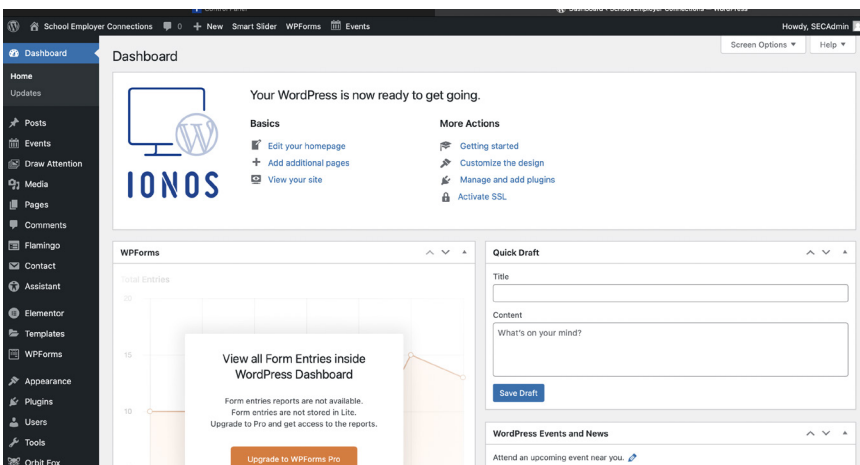 School Employer Connections 0 + New Smart Slider WPForms Events Howdy, SECAdmin
Screen Options ▼ Help ▼
Dashboard
Home
Updates
Posts
Events
Draw Attention
Media
Pages
Comments
Flamingo
Contact
Assistant
Elementor
Templates
WPForms
Appearance
Plugins
Users
Tools
Orbit Fox
Dashboard
IONOS
Your WordPress is now ready to get going.
Basics
Edit your homepage
Add additional pages
View your site
More Actions
Getting started
Customize the design
Manage and add plugins
Activate SSL
WPForms
Total Entries
20
15
10
View all Form Entries inside
WordPress Dashboard
Form entries reports are not available.
Form entries are not stored in Lite.
Upgrade to Pro and get access to the reports.
Upgrade to WPForms Pro
Quick Draft
Title
Content
What's on your mind?
Save Draft
WordPress Events and News
Attend an upcoming event near you.